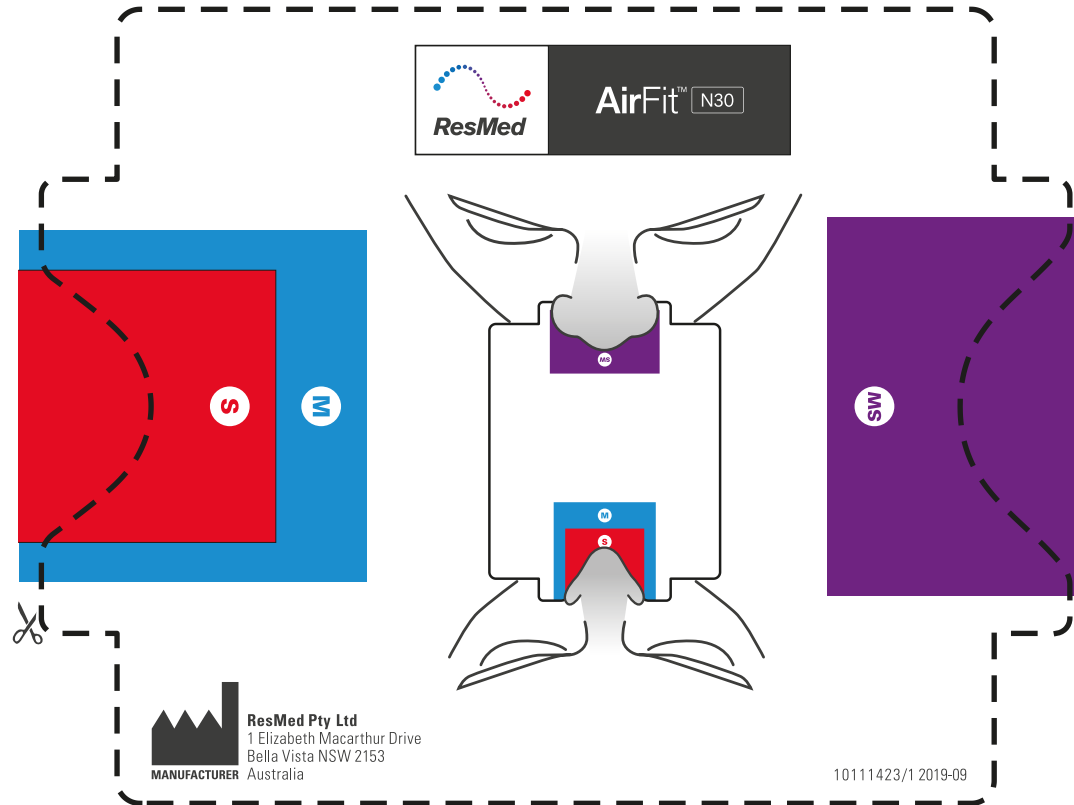 ResMed
AirFit™ N30
SW
S
M
SW
M
S
ResMed Pty Ltd
1 Elizabeth Macarthur Drive
Bella Vista NSW 2153
MANUFACTURER Australia
10111423/1 2019-09